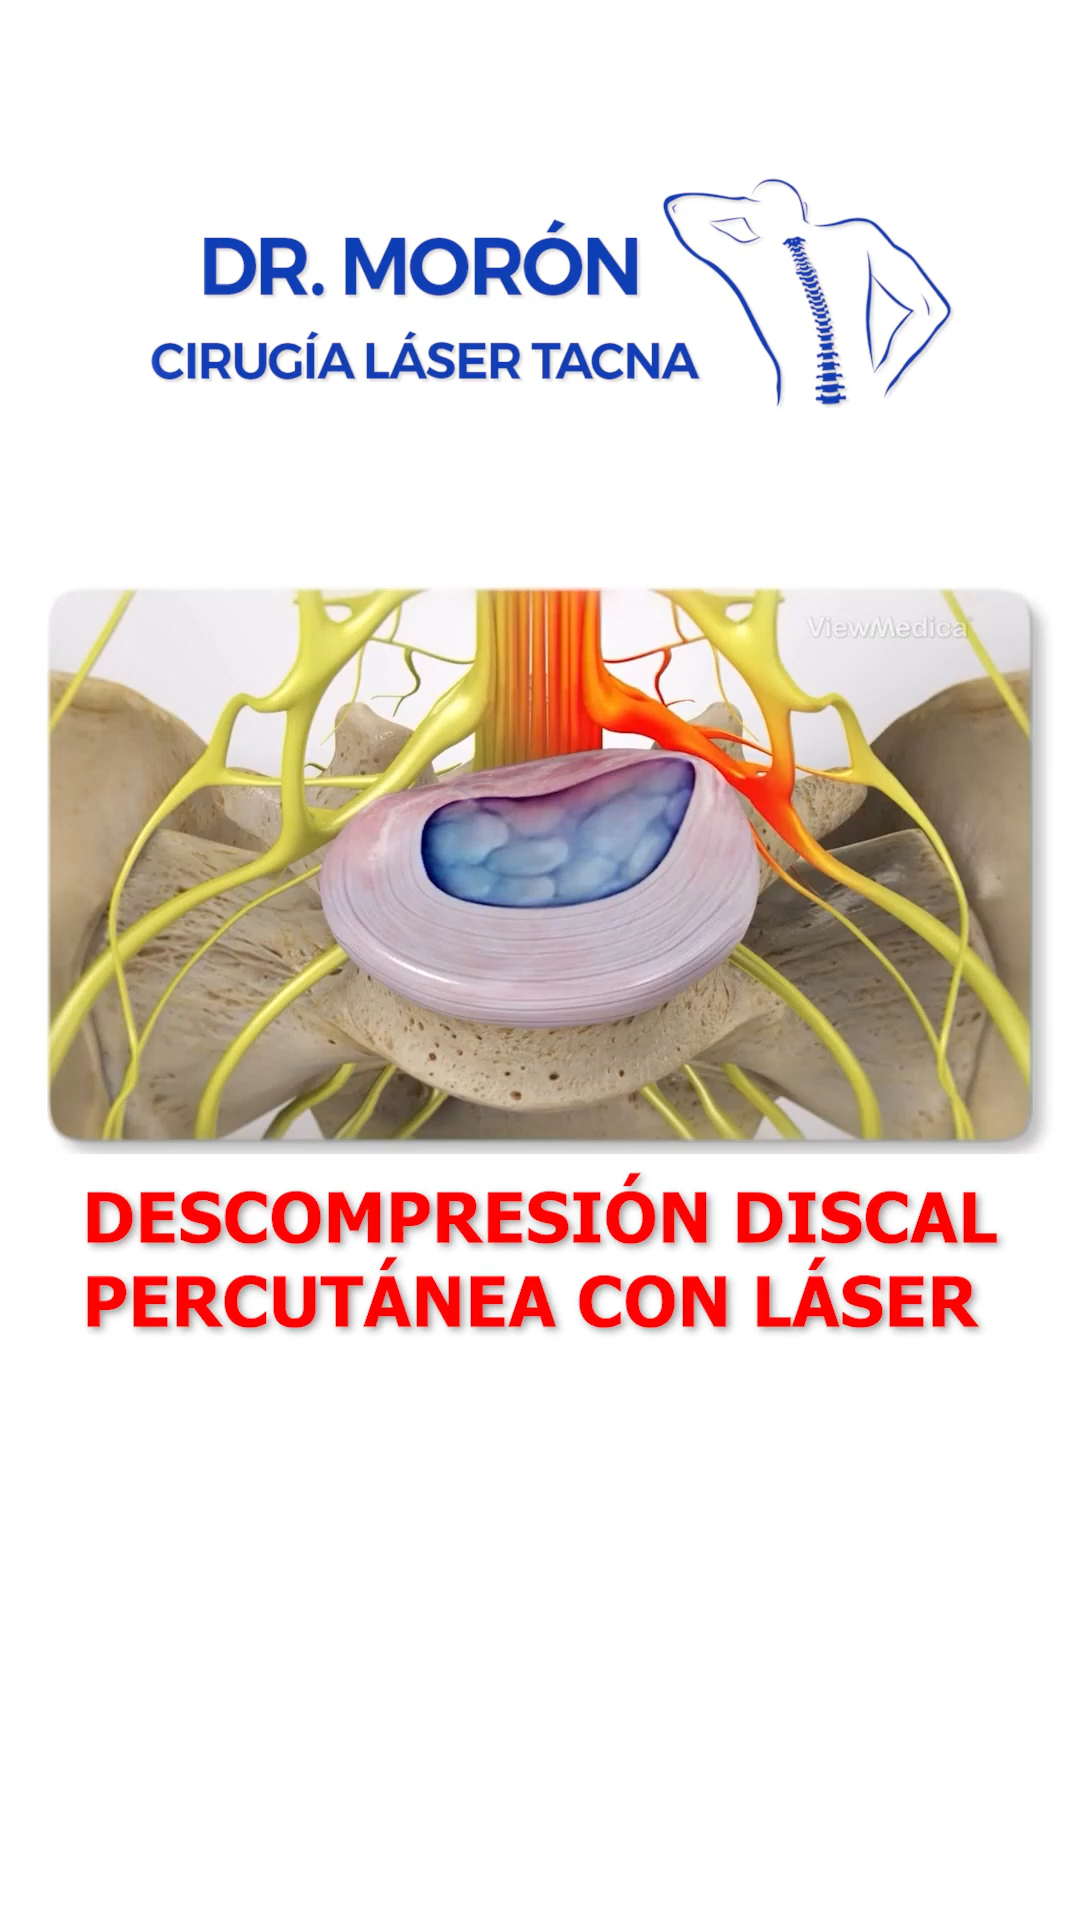 DR. MORÓN
CIRUGÍA LÁSER TACNA
ViewMedica
DESCOMPRESIÓN DISCAL
PERCUTÁNEA CON LÁSER